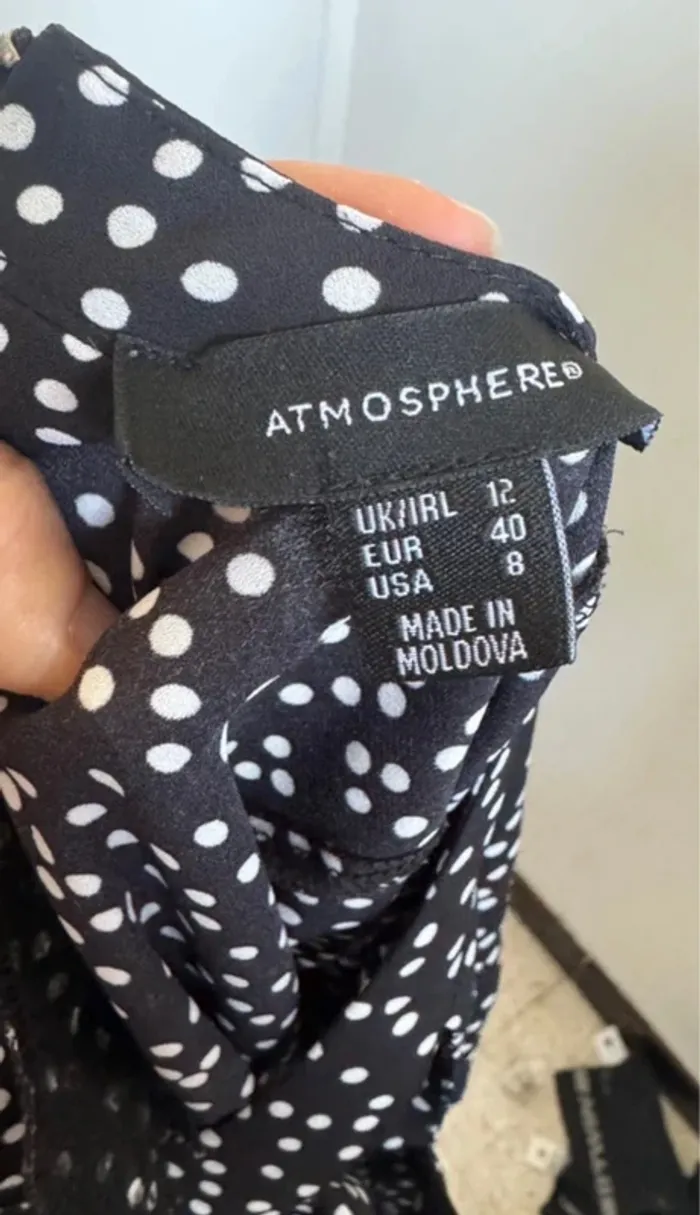 ATMOSPHERE®
UK/IRL 12
EUR 40
USA 8
MADE IN
MOLDOVA